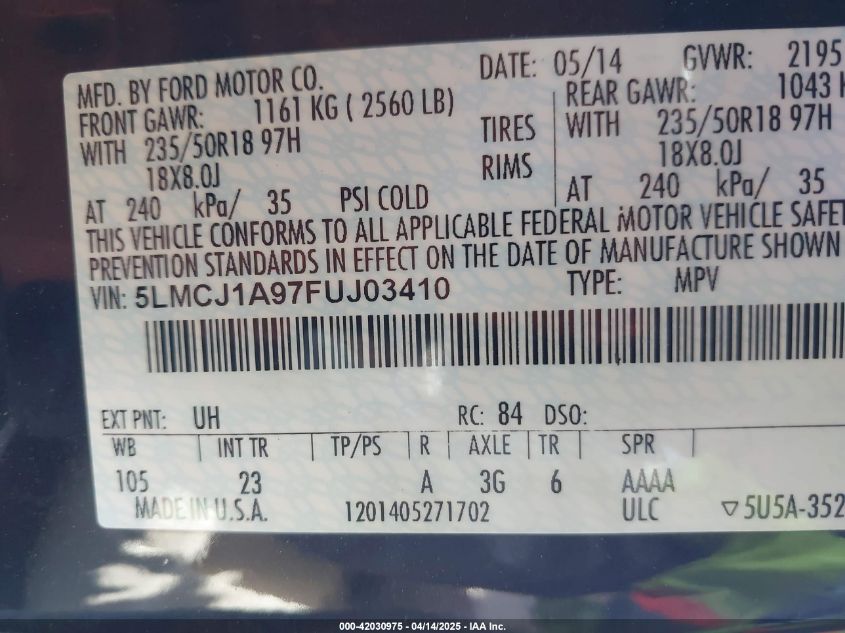 MFD. BY FORD MOTOR CO. DATE: 05/14 GVWR: 2195
FRONT GAWR: 1161 KG ( 2560 LB) REAR GAWR: 1043 K
WITH 235/50R18 97H TIRES WITH 235/50R18 97H
18X8.0J RIMS 18X8.0J
AT 240 kPa/ 35 PSI COLD AT 240 kPa/ 35
THIS VEHICLE CONFORMS TO ALL APPLICABLE FEDERAL MOTOR VEHICLE SAFET
PREVENTION STANDARDS IN EFFECT ON THE DATE OF MANUFACTURE SHOWN
VIN: 5LMCJ1A97FUJ03410 TYPE: MPV
EXT PNT: UH RC: 84 DSO:
WB INT TR TP/PS R AXLE TR SPR
105 23 A 3G 6 AAAA
MADE IN U.S.A. 1201405271702 ULC ▽5U5A-352
000-42030975 - 04/14/2025 - IAA Inc.